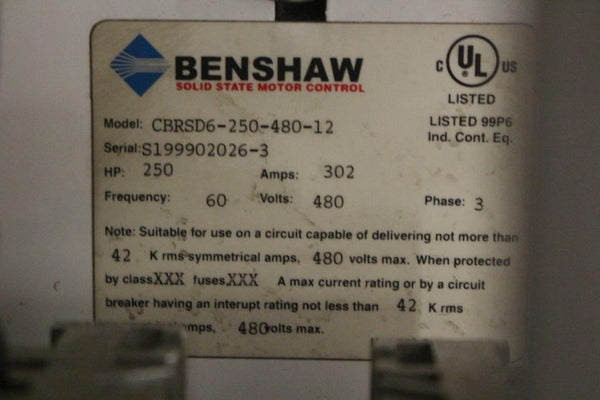 BENSHAW
SOLID STATE MOTOR CONTROL
C UL US
®
LISTED
LISTED 99P6
Ind. Cont. Eq.
Model: CBRSD6-250-480-12
Serial: S199902026-3
HP: 250 Amps: 302
Frequency: 60 Volts: 480 Phase: 3
Note: Suitable for use on a circuit capable of delivering not more than
42 K rms symmetrical amps, 480 volts max. When protected
by class XXX fuses XXX A max current rating or by a circuit
breaker having an interupt rating not less than 42 K rms
amps, 480 volts max.